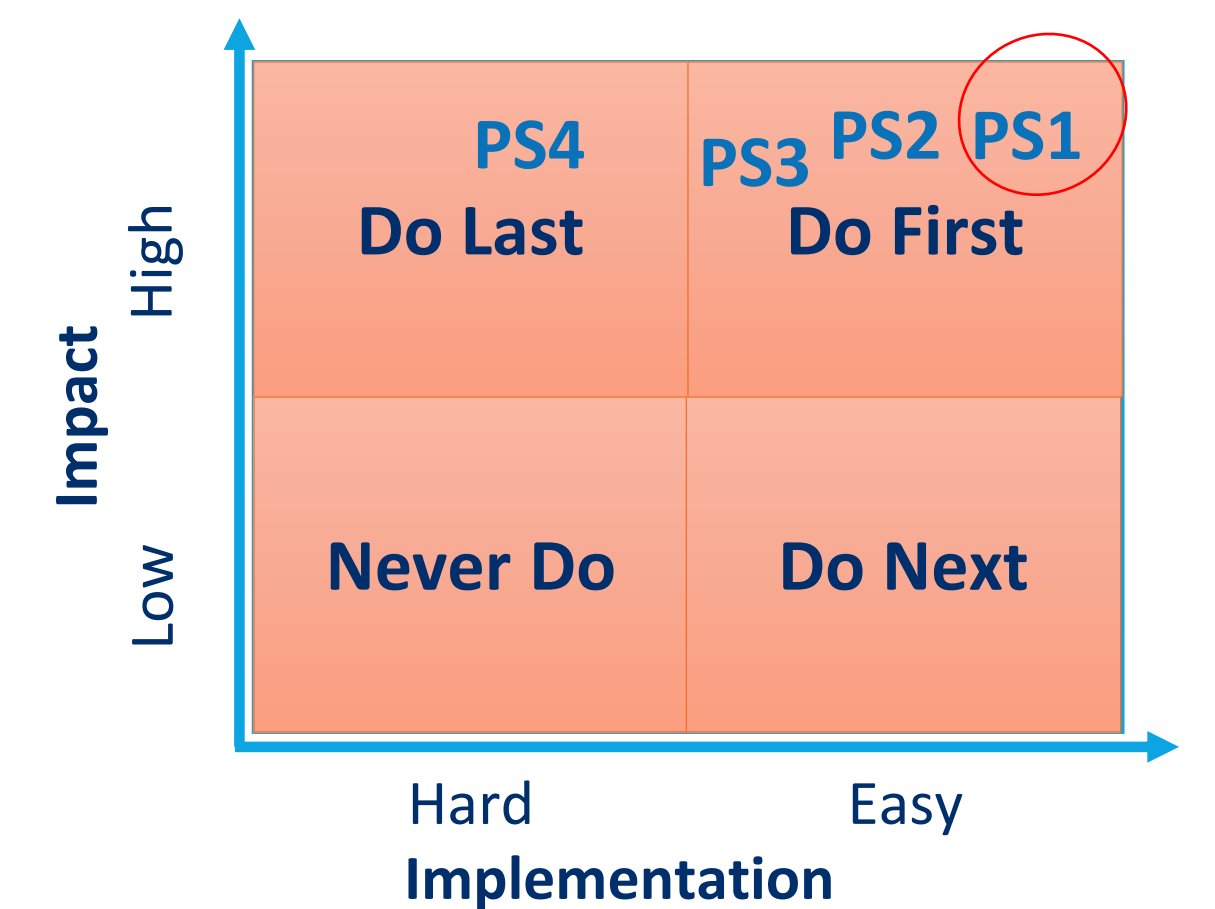 PS4
PS3 PS2 PS1
Do Last
Do First
High
Impact
Low
Never Do
Do Next
Hard
Easy
Implementation